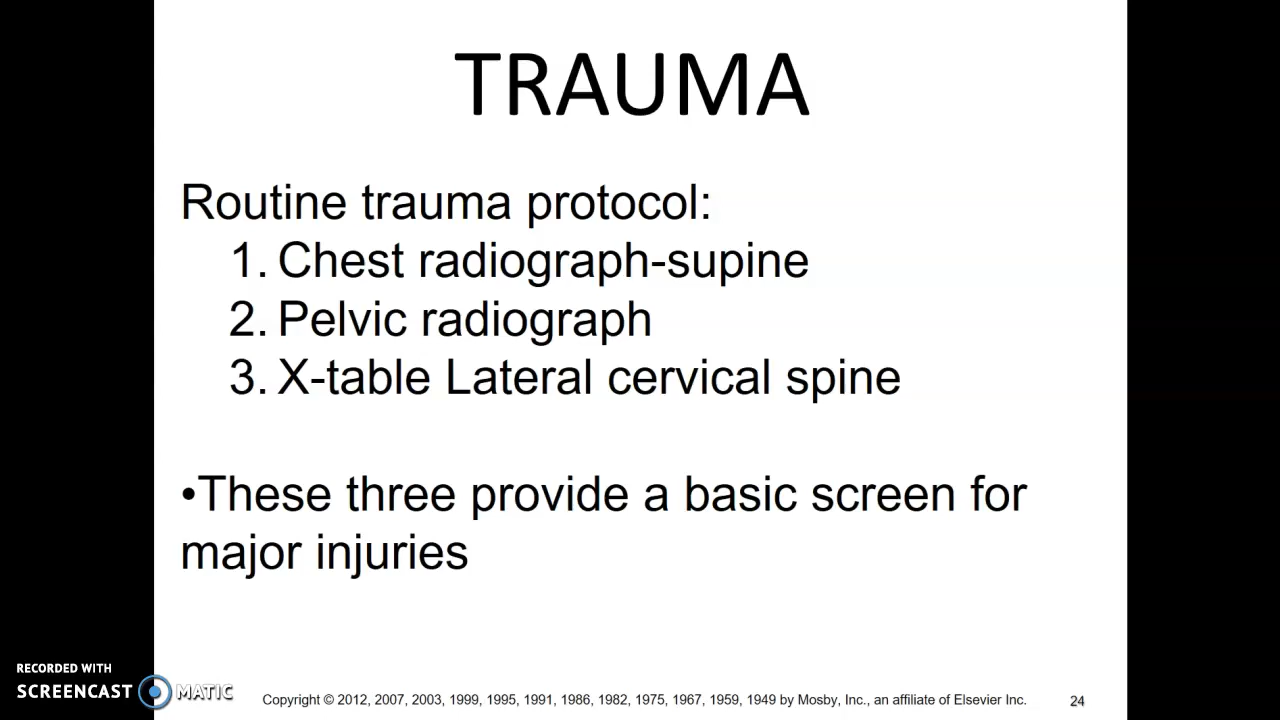 TRAUMA
Routine trauma protocol:
1. Chest radiograph-supine
2. Pelvic radiograph
3. X-table Lateral cervical spine
•These three provide a basic screen for
major injuries
RECORDED WITH
SCREENCAST MATIC
Copyright © 2012, 2007, 2003, 1999, 1995, 1991, 1986, 1982, 1975, 1967, 1959, 1949 by Mosby, Inc., an affiliate of Elsevier Inc.
24